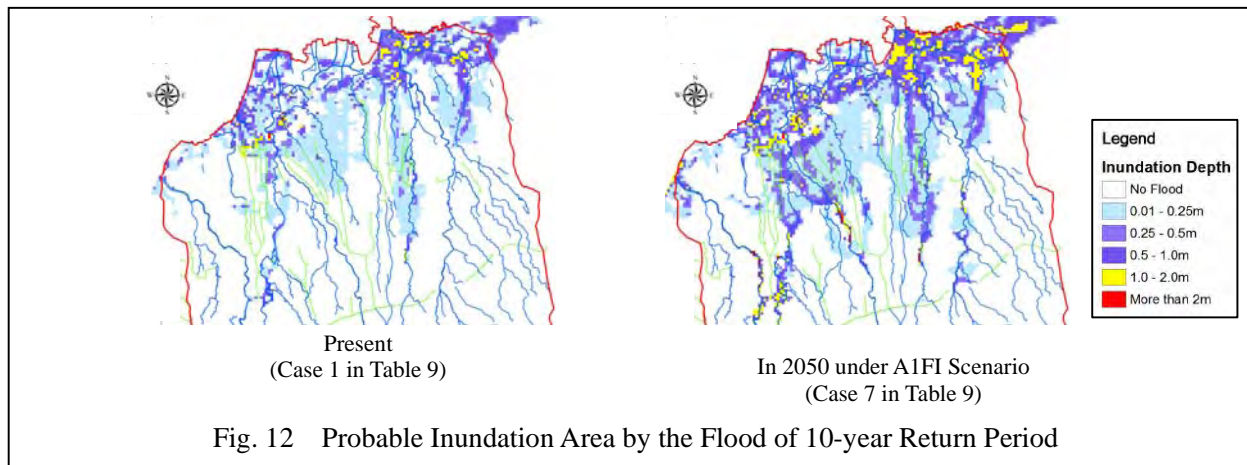 N
W E
S
N
W E
S
Legend
Inundation Depth
No Flood
0.01 - 0.25m
0.25 - 0.5m
0.5 - 1.0m
1.0 - 2.0m
More than 2m
Present
(Case 1 in Table 9)
In 2050 under A1FI Scenario
(Case 7 in Table 9)
Fig. 12 Probable Inundation Area by the Flood of 10-year Return Period